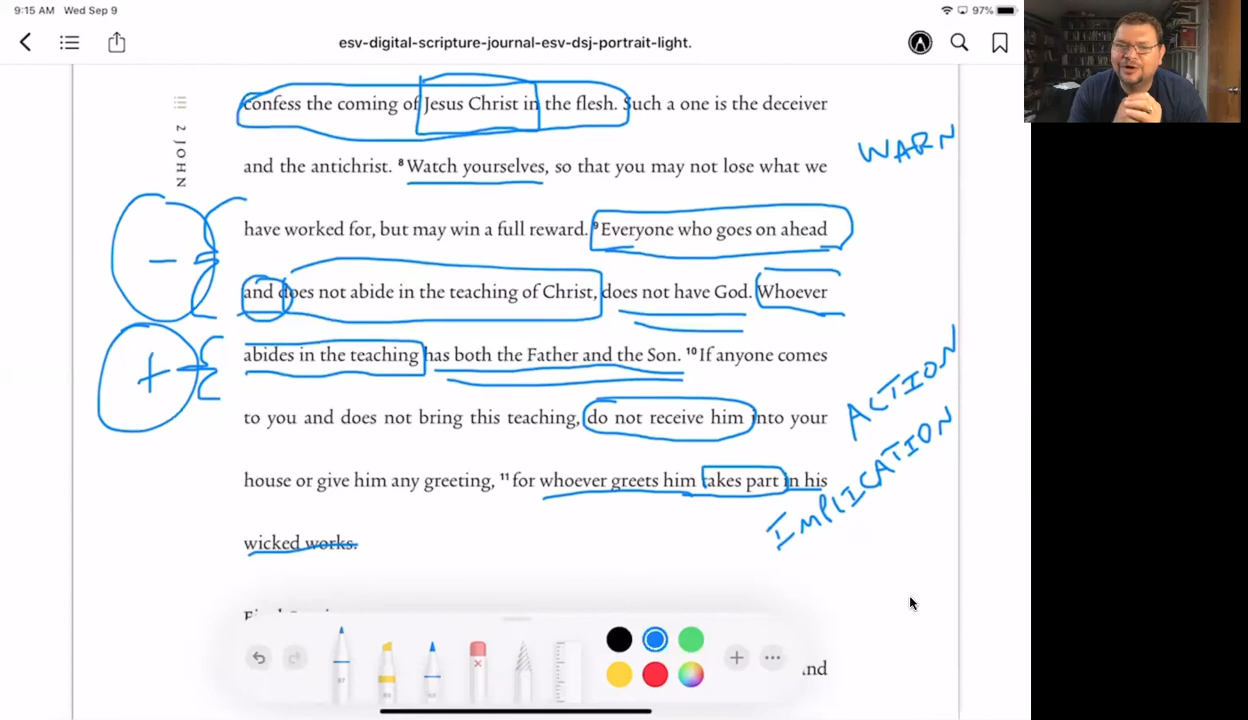 9:15 AM Wed Sep 9
97%
esv-digital-scripture-journal-esv-dsj-portrait-light.
2 JOHN
confess the coming of Jesus Christ in the flesh. Such a one is the deceiver
WARN
and the antichrist. ⁸ Watch yourselves, so that you may not lose what we
have worked for, but may win a full reward. ⁹ Everyone who goes on ahead
and does not abide in the teaching of Christ, does not have God. Whoever
abides in the teaching has both the Father and the Son. ¹⁰ If anyone comes
ACTION
to you and does not bring this teaching, do not receive him into your
house or give him any greeting, ¹¹ for whoever greets him takes part in his
IMPLICATION
wicked works.
nd